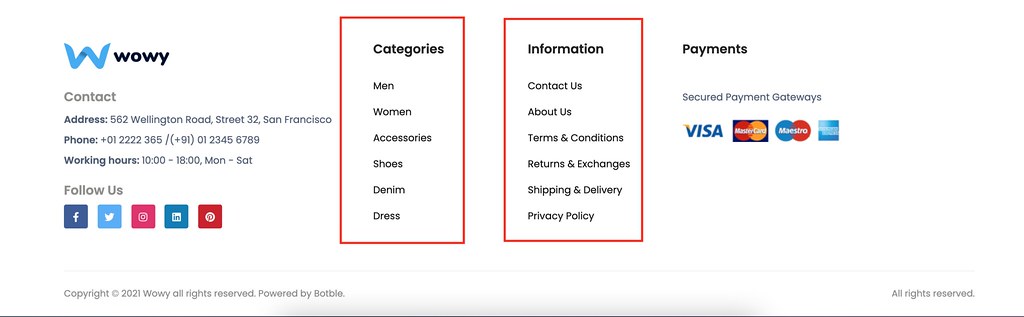 wowy
Contact
Address: 562 Wellington Road, Street 32, San Francisco
Phone: +01 2222 365 /(+91) 01 2345 6789
Working hours: 10:00 - 18:00, Mon - Sat
Follow Us
Categories
Men
Women
Accessories
Shoes
Denim
Dress
Information
Contact Us
About Us
Terms & Conditions
Returns & Exchanges
Shipping & Delivery
Privacy Policy
Payments
Secured Payment Gateways
VISA
MasterCard
Maestro
Copyright © 2021 Wowy all rights reserved. Powered by Botble.
All rights reserved.